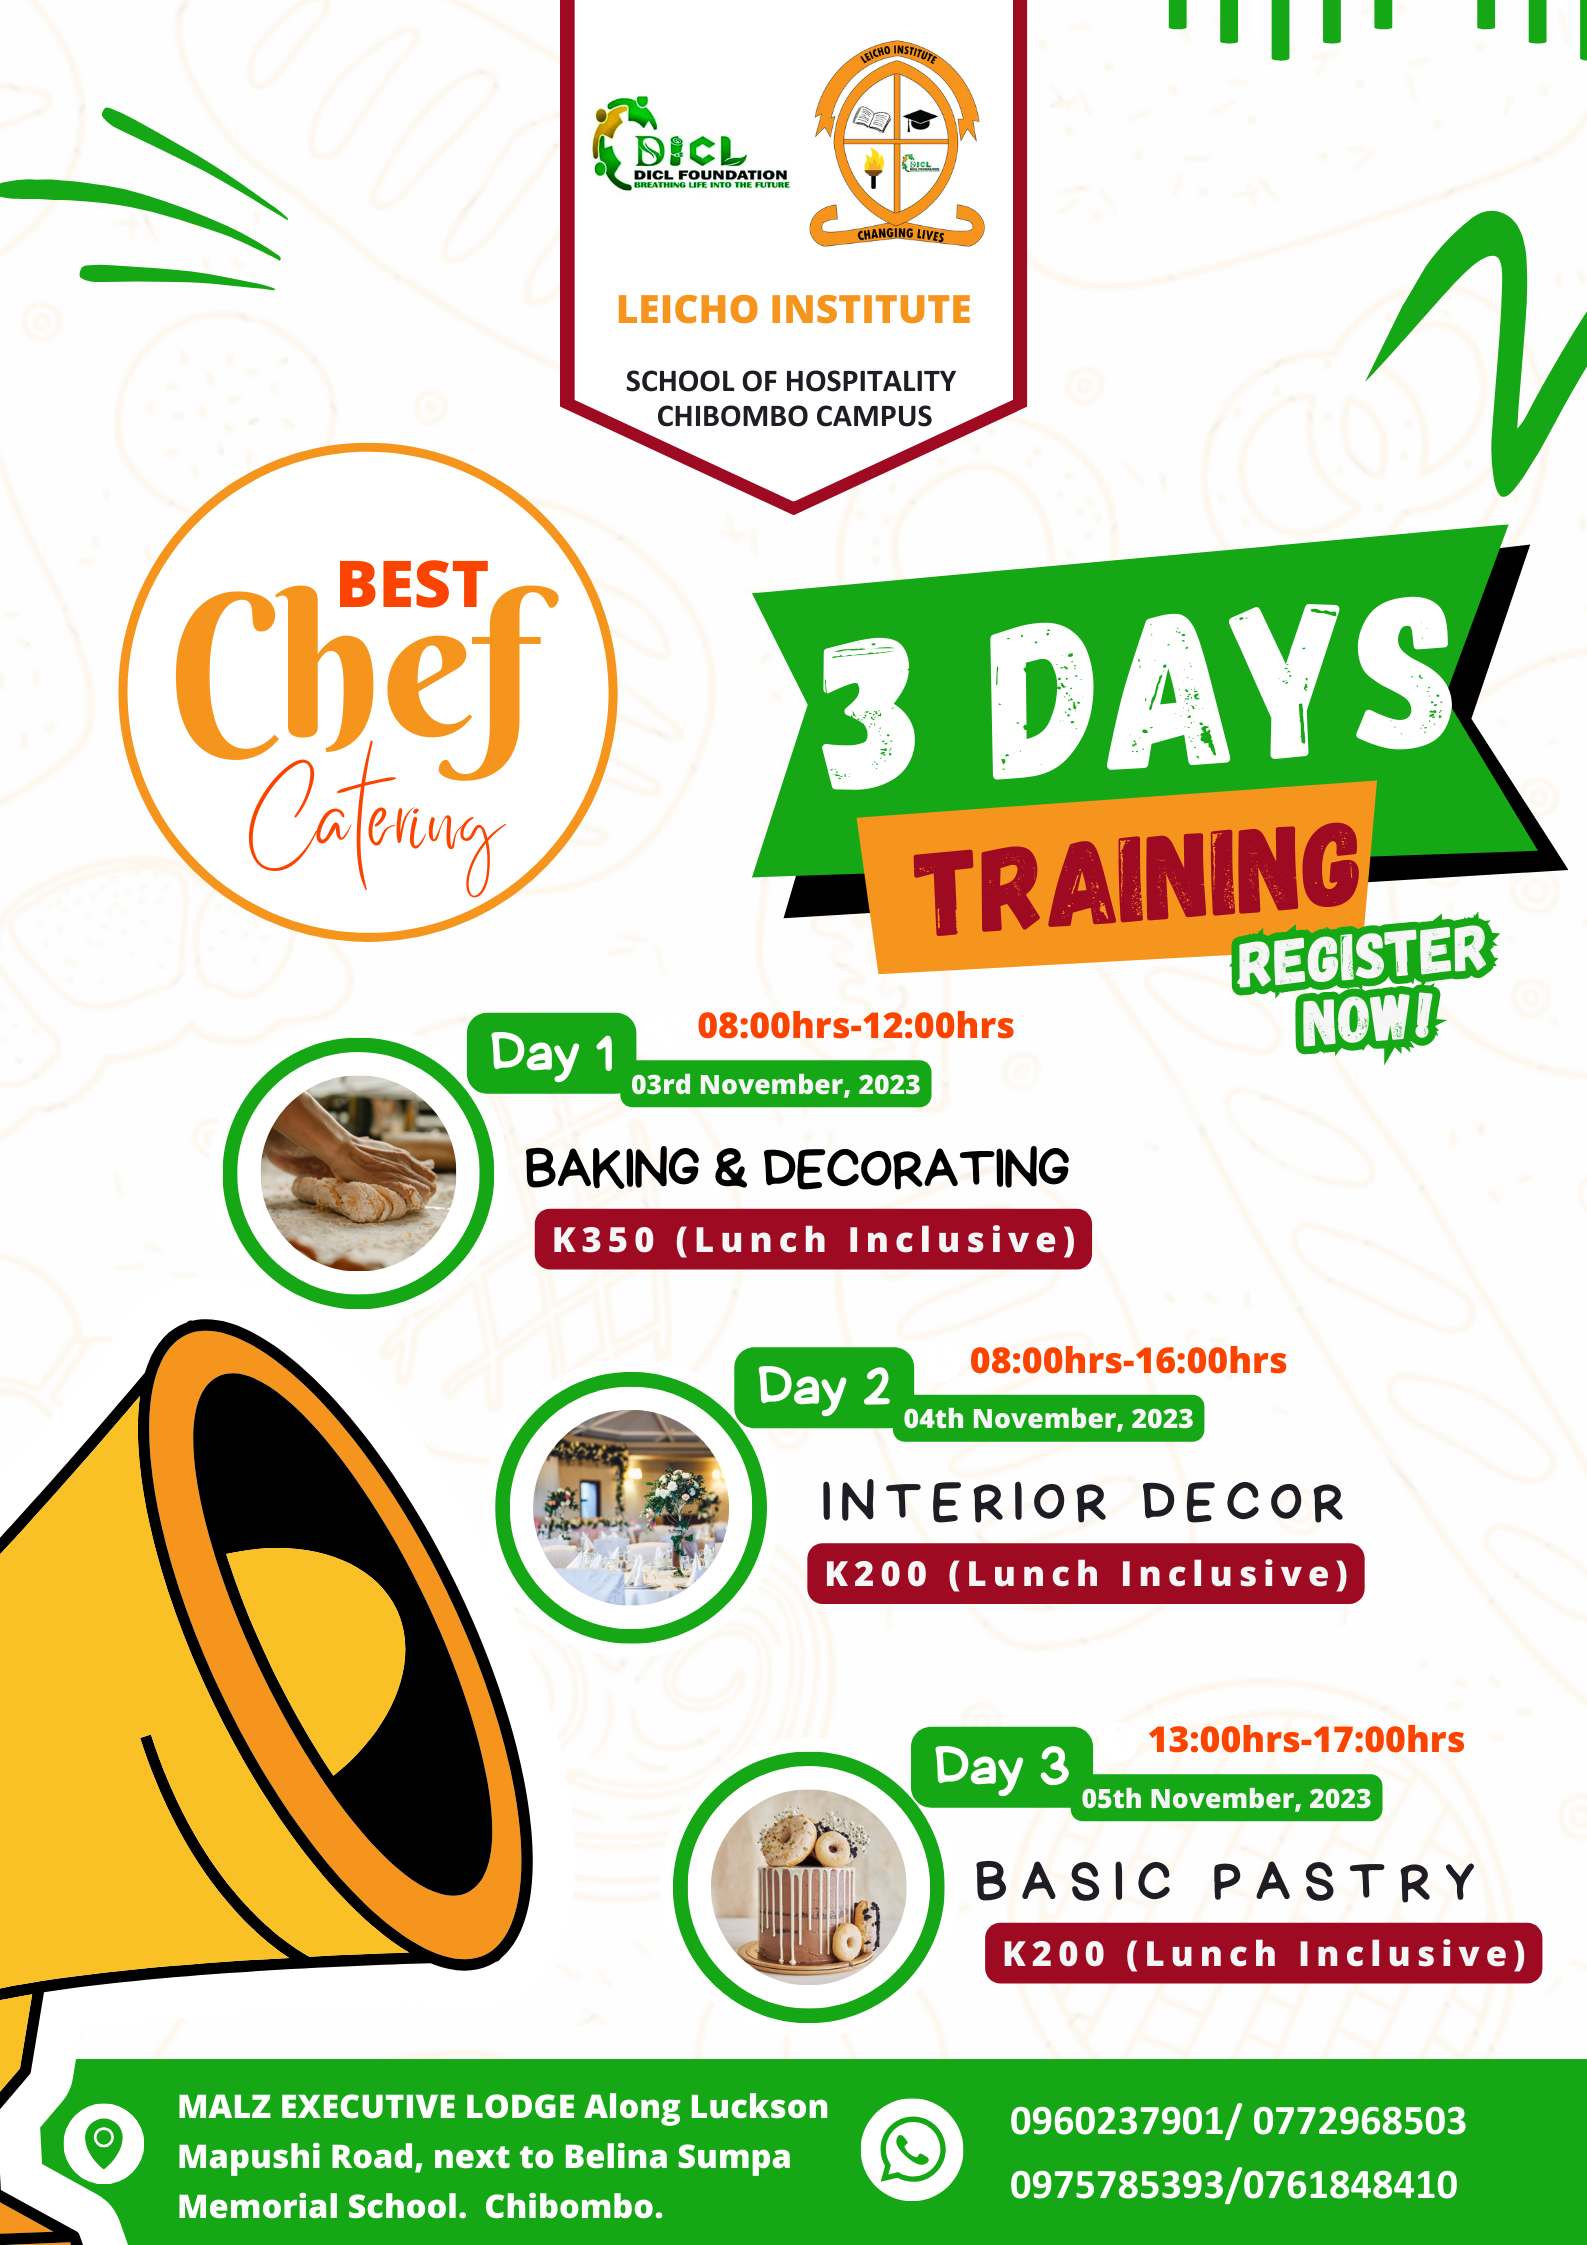 LEICHO INSTITUTE
DICL
DICL FOUNDATION
BREATHING LIFE INTO THE FUTURE
DICL
CHANGING LIVES
LEICHO INSTITUTE
SCHOOL OF HOSPITALITY
CHIBOMBO CAMPUS
BEST
Chef
Catering
3 DAYS
TRAINING
REGISTER
NOW!
Day 1
08:00hrs-12:00hrs
03rd November, 2023
BAKING & DECORATING
K350 (Lunch Inclusive)
Day 2
08:00hrs-16:00hrs
04th November, 2023
INTERIOR DECOR
K200 (Lunch Inclusive)
Day 3
13:00hrs-17:00hrs
05th November, 2023
BASIC PASTRY
K200 (Lunch Inclusive)
MALZ EXECUTIVE LODGE Along Luckson
Mapushi Road, next to Belina Sumpa
Memorial School. Chibombo.
0960237901/ 0772968503
0975785393/0761848410